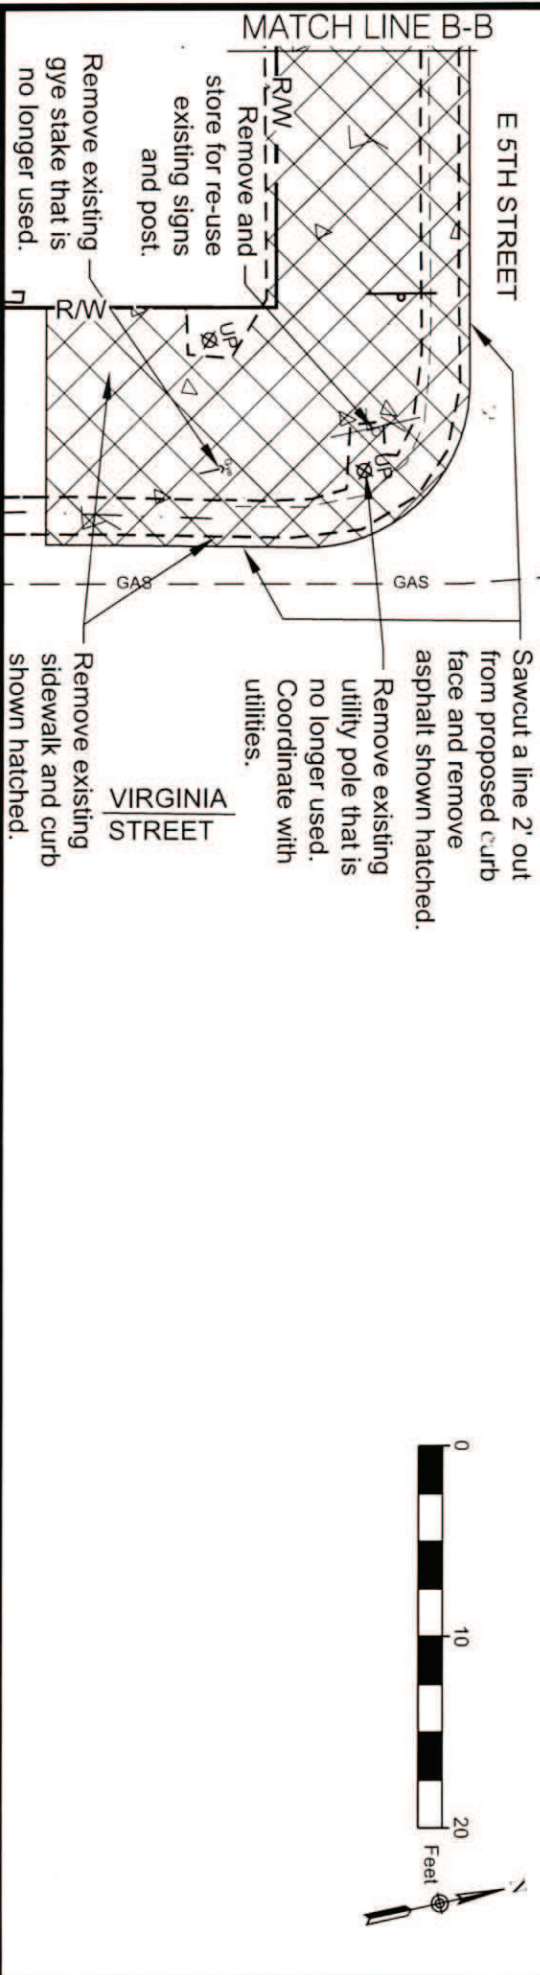 MATCH LINE B-B
E 5TH STREET
R/W
Remove and
store for re-use
existing signs
and post.
Remove existing
gye stake that is
no longer used.
R/W
UP
UP
Gye
GAS
GAS
Sawcut a line 2' out
from proposed curb
face and remove
asphalt shown hatched.
Remove existing
utility pole that is
no longer used.
Coordinate with
utilities.
Remove existing
sidewalk and curb
shown hatched.
VIRGINIA
STREET
0
10
20
Feet
N